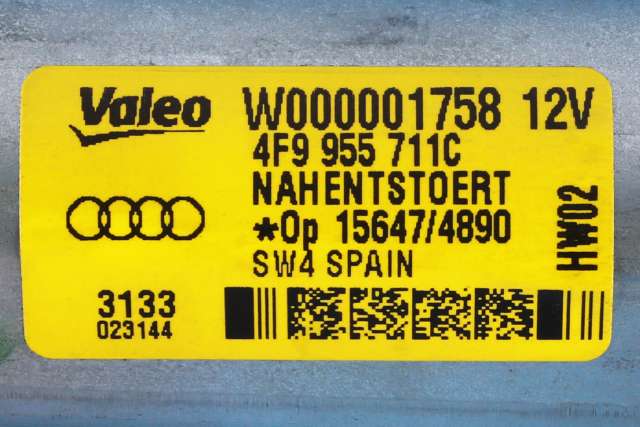 Valeo W000001758 12V
4F9 955 711C
NAHENTSTOERT
*Op 15647/4890
SW4 SPAIN
HW02
3133
023144